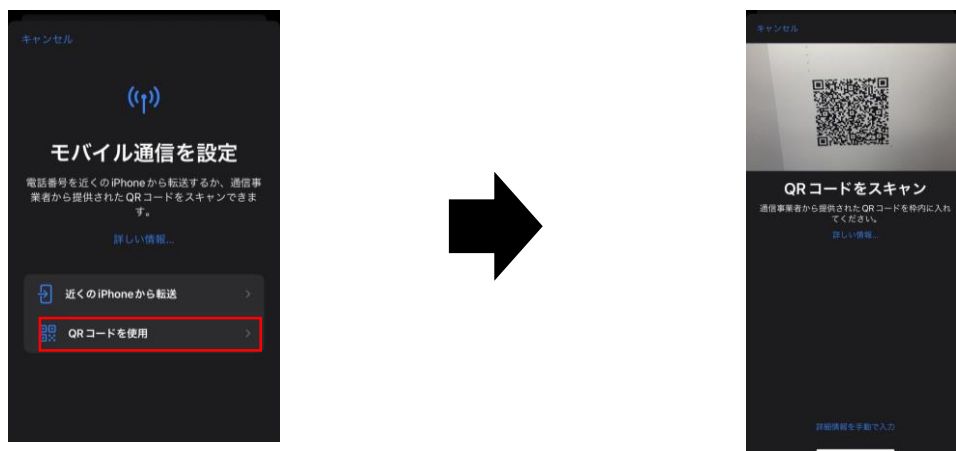 キャンセル
モバイル通信を設定
電話番号を近くのiPhoneから転送するか、通信事
業者から提供されたQRコードをスキャンできま
す。
詳しい情報...
近くのiPhoneから転送
QRコードを使用
キャンセル
QRコードをスキャン
通信事業者から提供されたQRコードを枠内に入れ
てください。
詳しい情報...
詳細情報を手動で入力